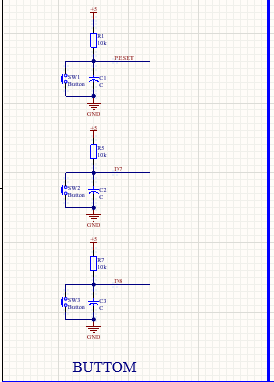 +5
R1
10k
RESET
SW1
Button
C1
C
GND
+5
R5
10k
D7
SW2
Button
C2
C
GND
+5
R7
10k
D8
SW3
Button
C3
C
GND
BUTTOM